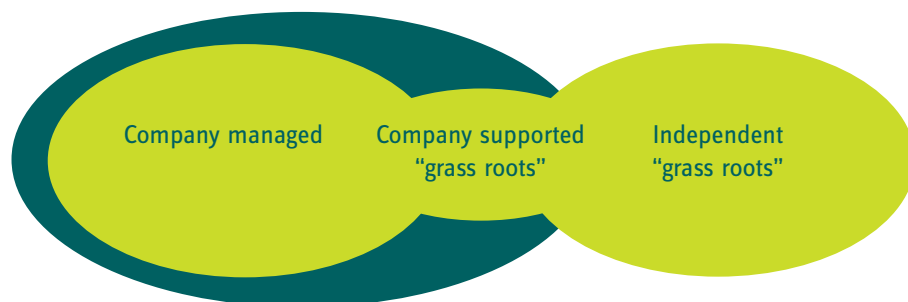 Company managed
Company supported
“grass roots”
Independent
“grass roots”